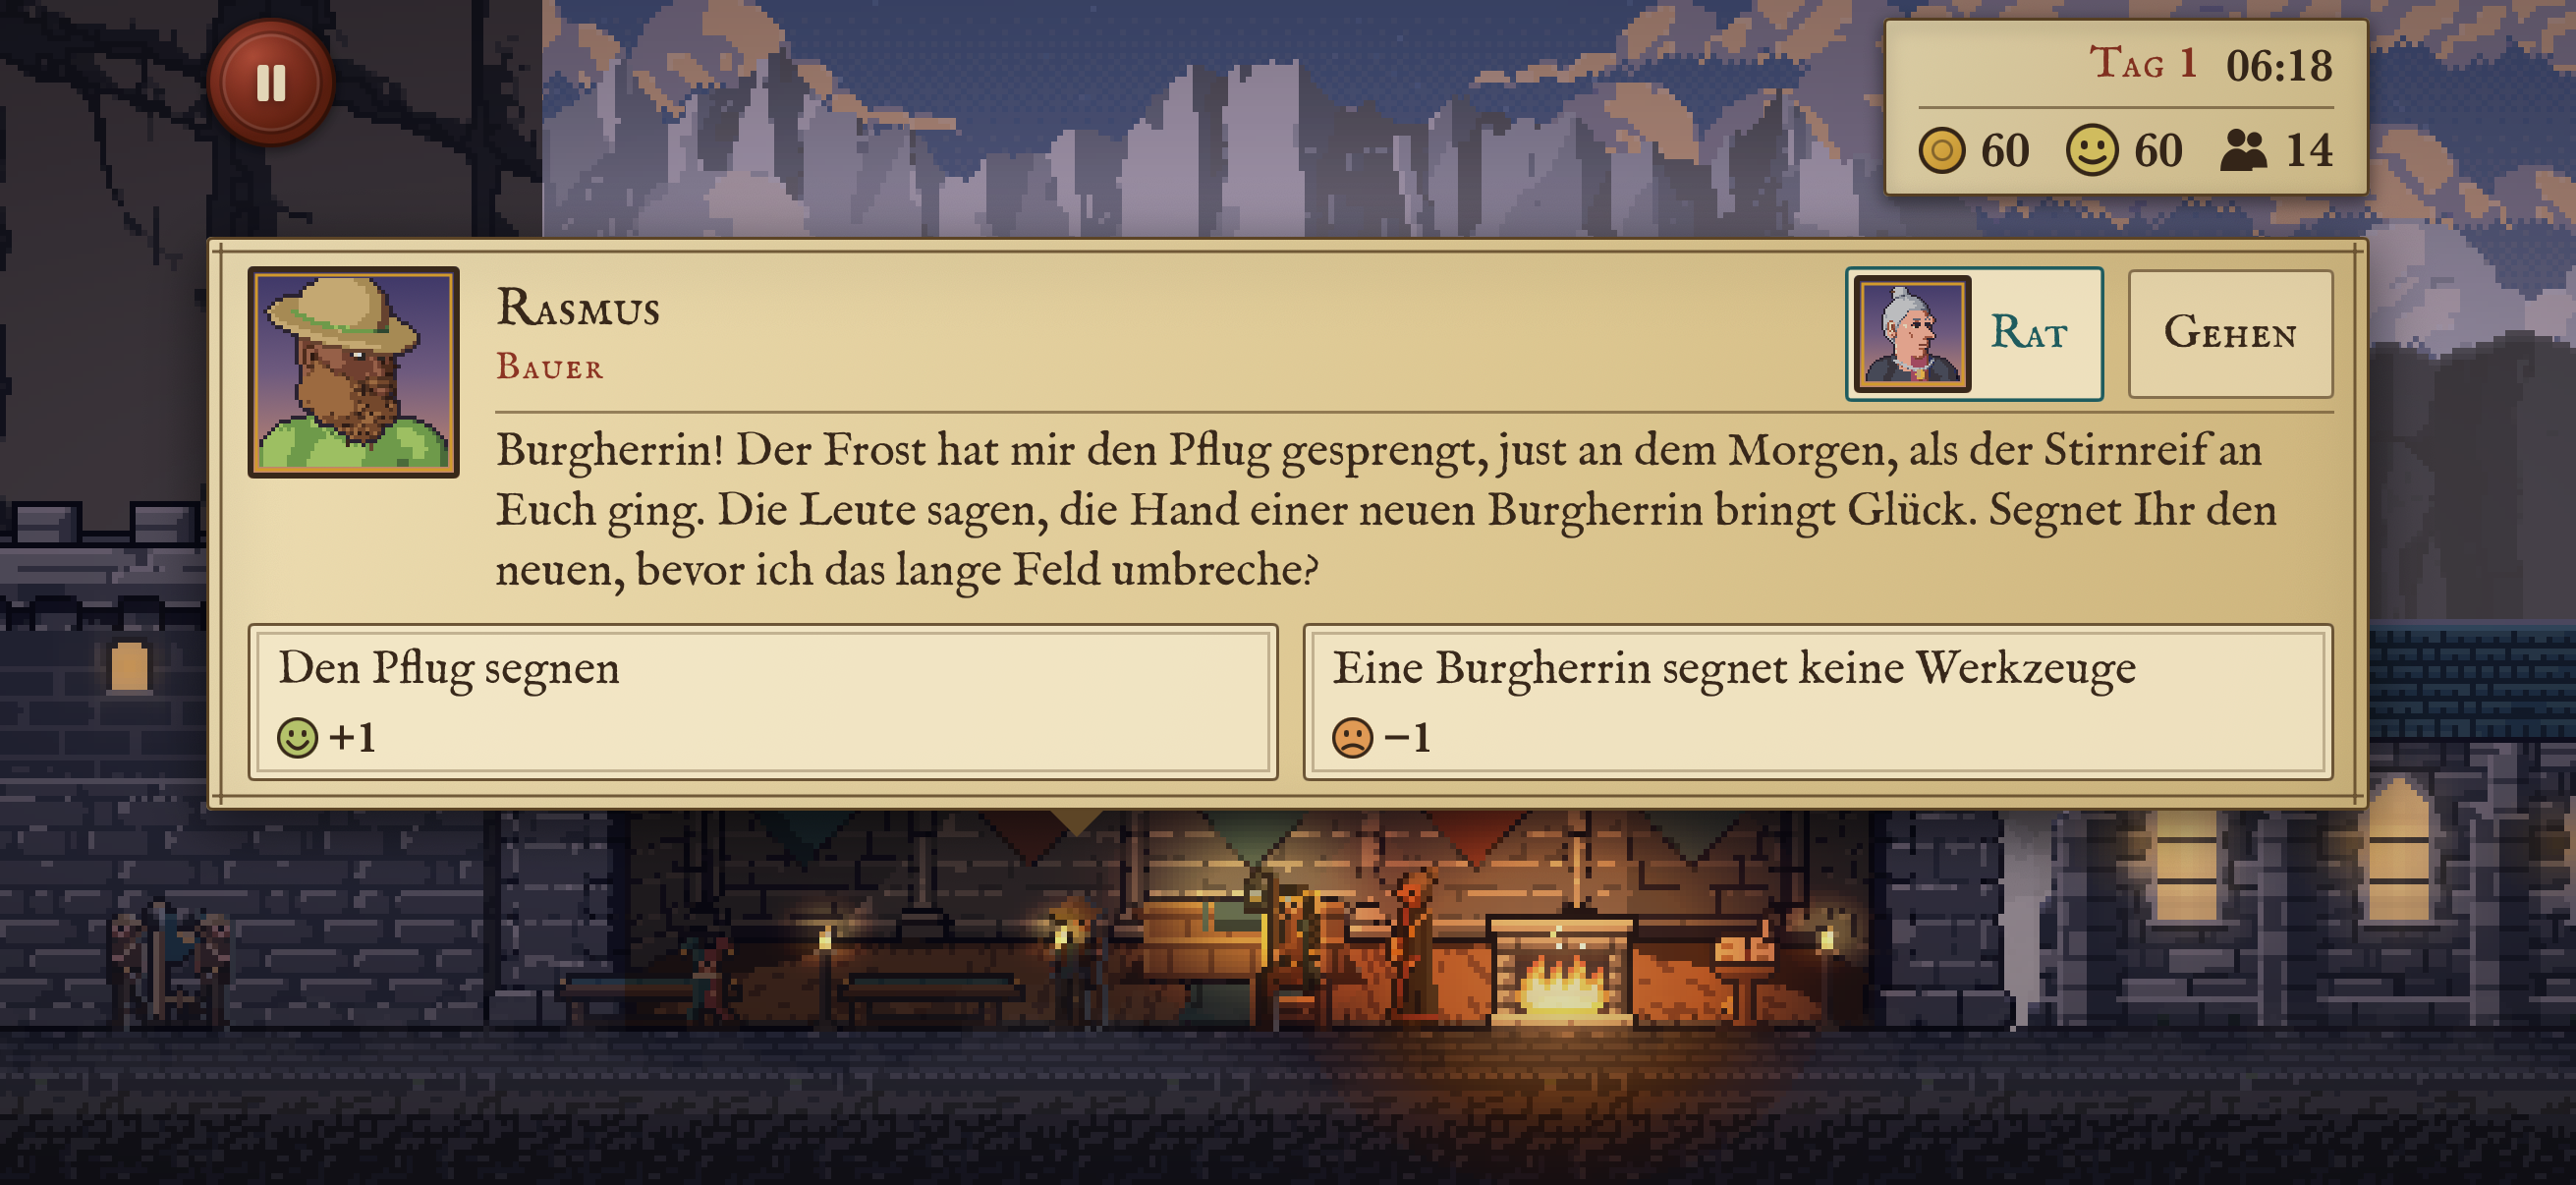 Tag 1 06:18
60 60 14
Rasmus
Bauer
Rat
Gehen
Burgherrin! Der Frost hat mir den Pflug gesprengt, just an dem Morgen, als der Stirnreif an
Euch ging. Die Leute sagen, die Hand einer neuen Burgherrin bringt Glück. Segnet Ihr den
neuen, bevor ich das lange Feld umbreche?
Den Pflug segnen
+1
Eine Burgherrin segnet keine Werkzeuge
−1